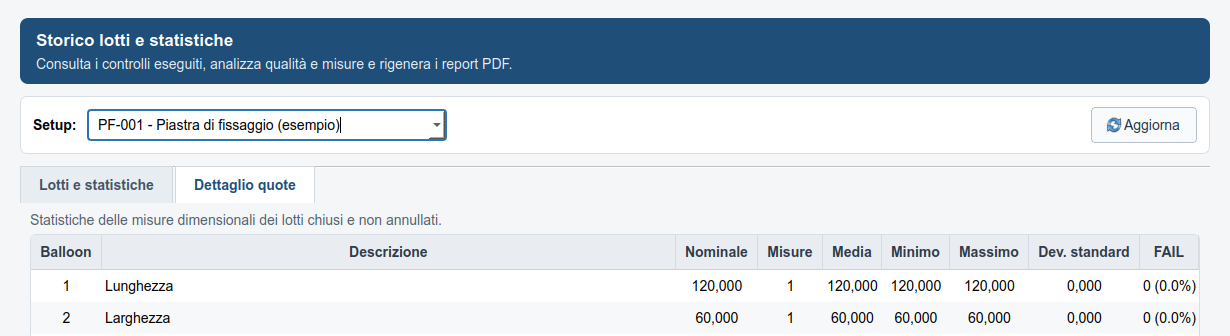 Storico lotti e statistiche
Consulta i controlli eseguiti, analizza qualità e misure e rigenera i report PDF.
Setup: PF-001 - Piastra di fissaggio (esempio) Aggiorna
Lotti e statistiche Dettaglio quote
Statistiche delle misure dimensionali dei lotti chiusi e non annullati.
Balloon Descrizione Nominale Misure Media Minimo Massimo Dev. standard FAIL
1 Lunghezza 120,000 1 120,000 120,000 120,000 0,000 0 (0.0%)
2 Larghezza 60,000 1 60,000 60,000 60,000 0,000 0 (0.0%)